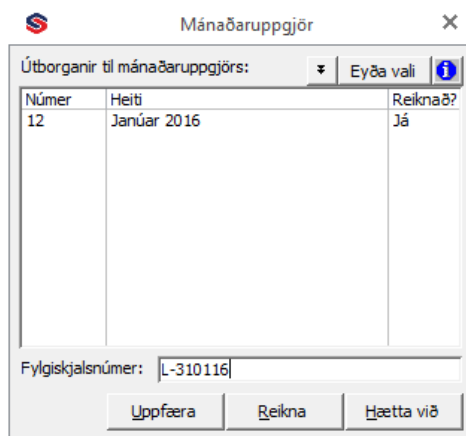 Mánaðaruppgjör
Útborganir til mánaðaruppgjörs: Eyða vali
Númer Heiti Reiknað?
12 Janúar 2016 Já
Fylgiskjalsnúmer: L-310116
Uppfæra Reikna Hætta við